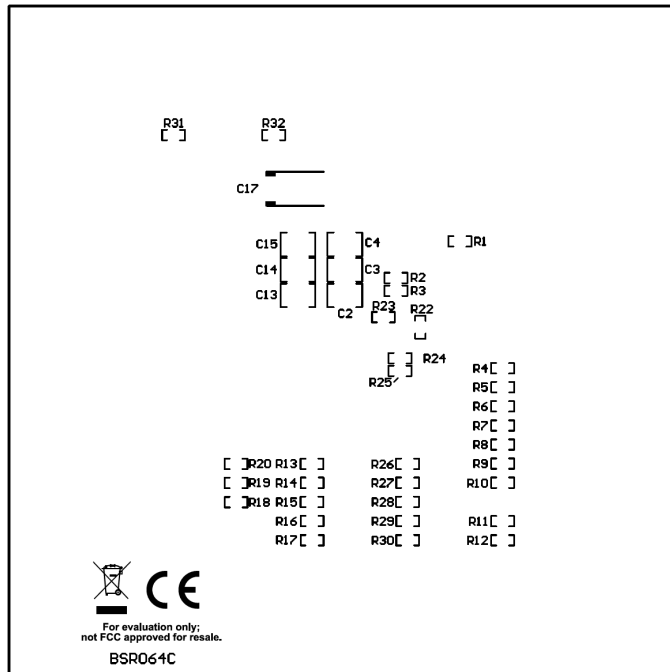 R31 R32
C17
C15 C4
R1
C14 C3
R2
C13 R3
C2 R23 R22
R24
R25
R4
R5
R6
R7
R8
R20 R13 R26 R9
R19 R14 R27 R10
R18 R15 R28
R16 R29 R11
R17 R30 R12
CE
For evaluation only;
not FCC approved for resale.
BSR064C